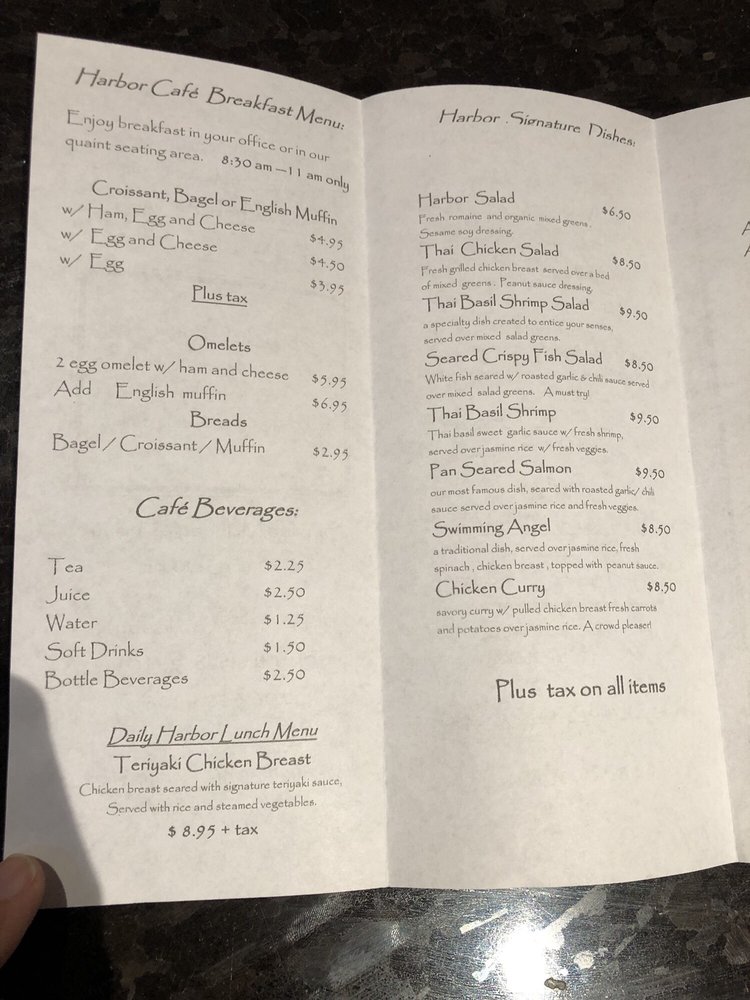 Harbor Café Breakfast Menu:
Enjoy breakfast in your office or in our
quaint seating area. 8:30 am – 11 am only
Croissant, Bagel or English Muffin
w/ Ham, Egg and Cheese $4.95
w/ Egg and Cheese $4.50
w/ Egg $3.95
Plus tax
Omelets
2 egg omelet w/ ham and cheese $5.95
Add English muffin $6.95
Breads
Bagel / Croissant / Muffin $2.95
Café Beverages:
Tea $2.25
Juice $2.50
Water $1.25
Soft Drinks $1.50
Bottle Beverages $2.50
Daily Harbor Lunch Menu
Teriyaki Chicken Breast
Chicken breast seared with signature teriyaki sauce,
Served with rice and steamed vegetables.
$ 8.95 + tax
Harbor .Signature Dishes:
Harbor Salad $6.50
Fresh romaine and organic mixed greens.
Sesame soy dressing.
Thai Chicken Salad $8.50
Fresh grilled chicken breast served over a bed
of mixed greens. Peanut sauce dressing.
Thai Basil Shrimp Salad $9.50
a specialty dish created to entice your senses,
served over mixed salad greens.
Seared Crispy Fish Salad $8.50
White fish seared w/ roasted garlic & chili sauce served
over mixed salad greens. A must try!
Thai Basil Shrimp $9.50
Thai basil sweet garlic sauce w/ fresh shrimp,
served over jasmine rice w/ fresh veggies.
Pan Seared Salmon $9.50
our most famous dish, seared with roasted garlic/ chili
sauce served over jasmine rice and fresh veggies.
Swimming Angel $8.50
a traditional dish, served over jasmine rice, fresh
spinach, chicken breast, topped with peanut sauce.
Chicken Curry $8.50
savory curry w/ pulled chicken breast fresh carrots
and potatoes over jasmine rice. A crowd pleaser!
Plus tax on all items